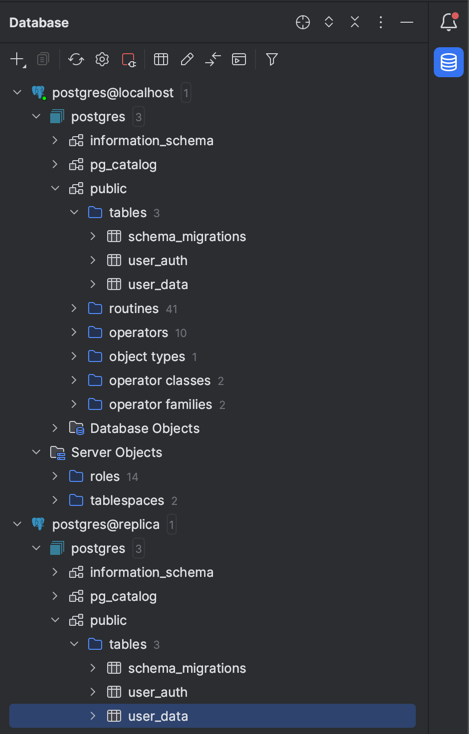 Database
postgres@localhost 1
postgres 3
information_schema
pg_catalog
public
tables 3
schema_migrations
user_auth
user_data
routines 41
operators 10
object types 1
operator classes 2
operator families 2
Database Objects
Server Objects
roles 14
tablespaces 2
postgres@replica 1
postgres 3
information_schema
pg_catalog
public
tables 3
schema_migrations
user_auth
user_data